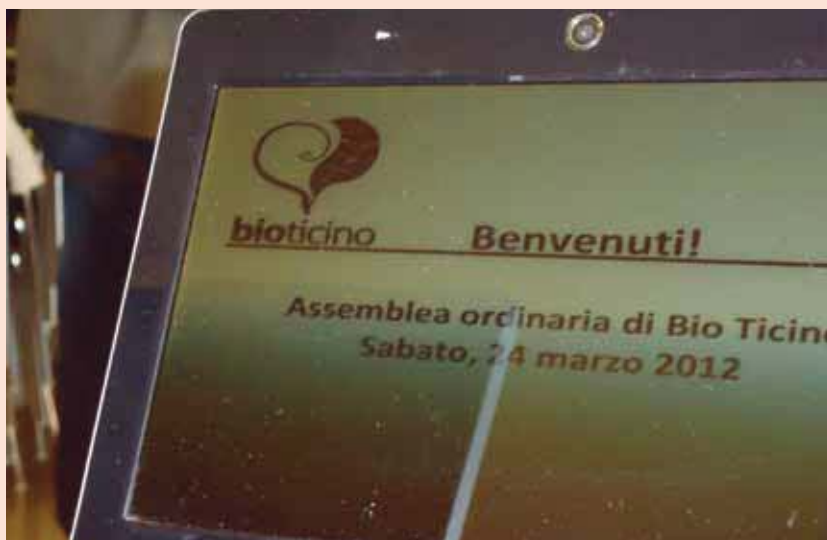 bioticino Benvenuti!
Assemblea ordinaria di Bio Ticino
Sabato, 24 marzo 2012